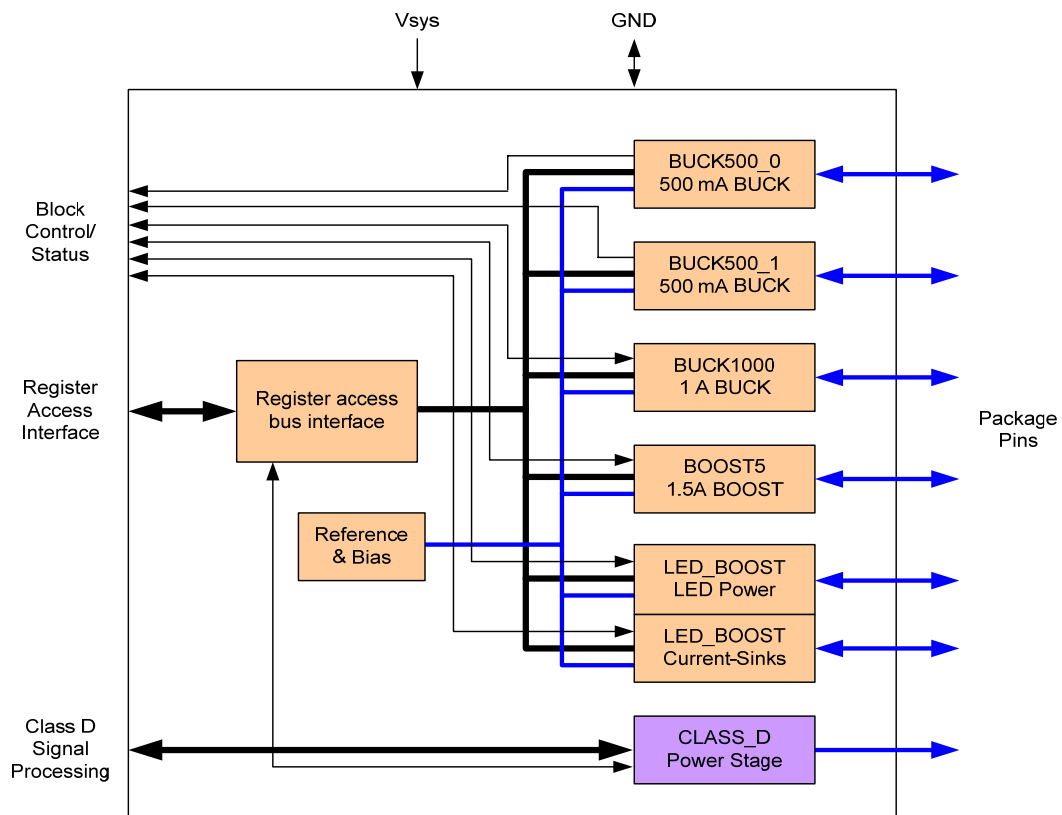 Vsys
GND
BUCK500_0
500 mA BUCK
Block
Control/
Status
BUCK500_1
500 mA BUCK
BUCK1000
1 A BUCK
Register
Access
Interface
Register access
bus interface
Package
Pins
BOOST5
1.5A BOOST
Reference
& Bias
LED_BOOST
LED Power
LED_BOOST
Current-Sinks
Class D
Signal
Processing
CLASS_D
Power Stage